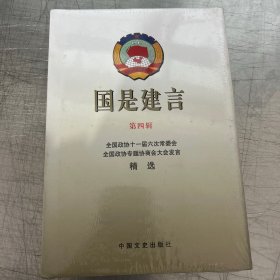 国是建言
第四辑
全国政协十一届六次常委会
全国政协专题协商会大会发言
精选
中国文史出版社